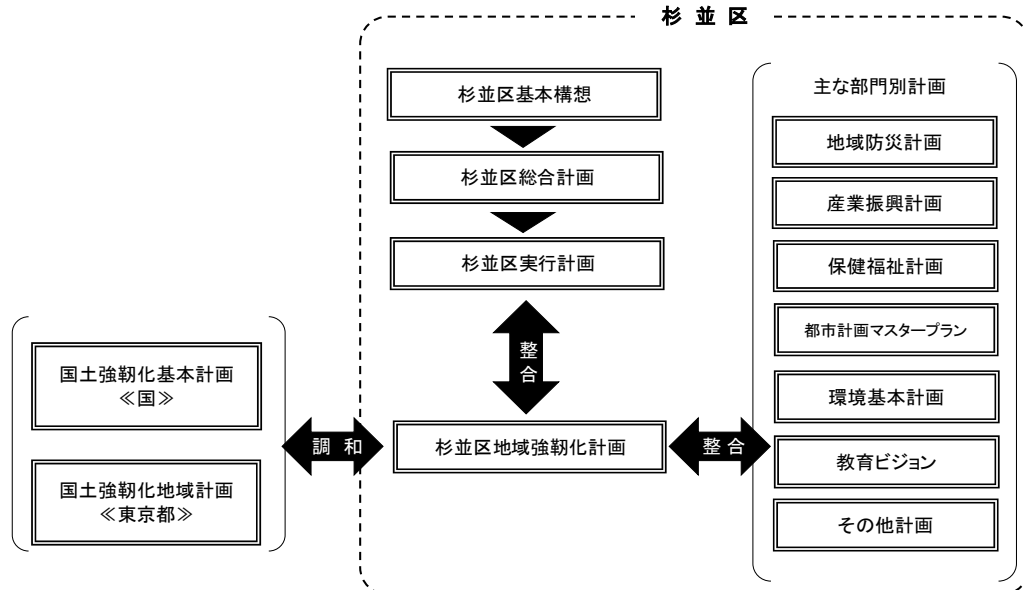 杉並区
杉並区基本構想
杉並区総合計画
杉並区実行計画
整合
杉並区地域強靱化計画
国土強靱化基本計画
≪国≫
国土強靱化地域計画
≪東京都≫
調和
整合
主な部門別計画
地域防災計画
産業振興計画
保健福祉計画
都市計画マスタープラン
環境基本計画
教育ビジョン
その他計画